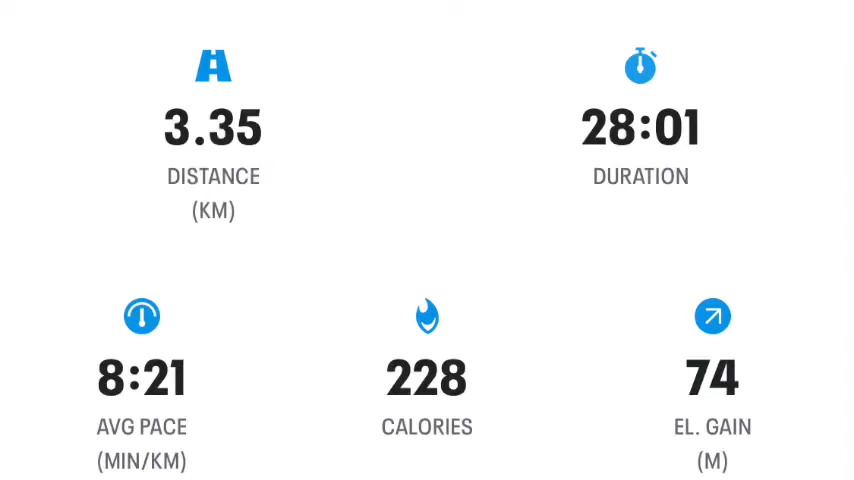 3.35
28:01
DISTANCE
(KM)
DURATION
8:21
228
74
AVG PACE
(MIN/KM)
CALORIES
EL. GAIN
(M)